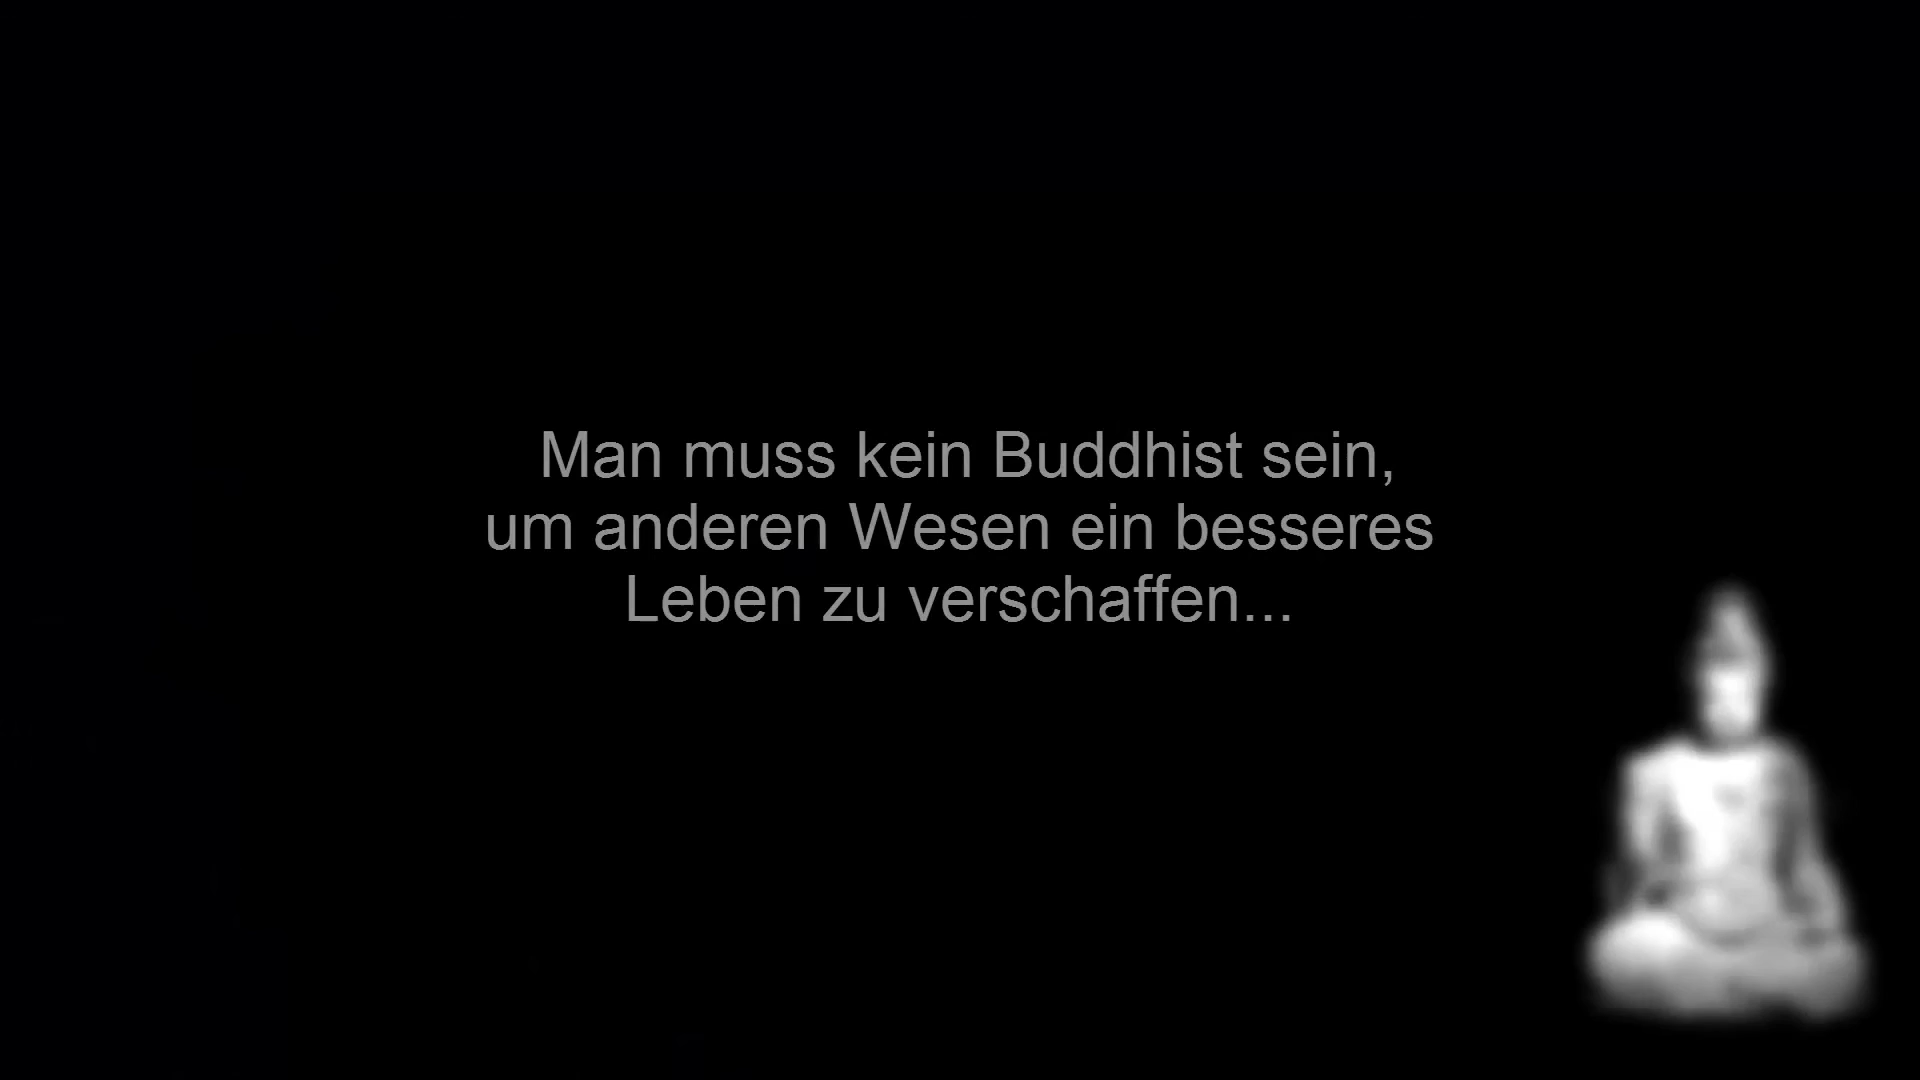 Man muss kein Buddhist sein,
um anderen Wesen ein besseres
Leben zu verschaffen...